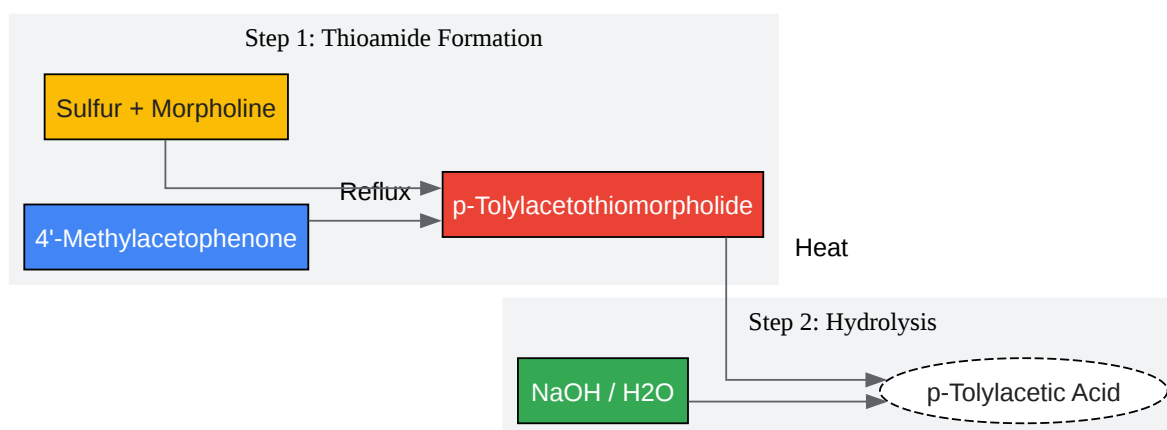 Step 1: Thioamide Formation
Sulfur + Morpholine
Reflux
4'-Methylacetophenone
p-Tolylacetothiomorpholide
Heat
Step 2: Hydrolysis
NaOH / H2O
p-Tolylacetic Acid